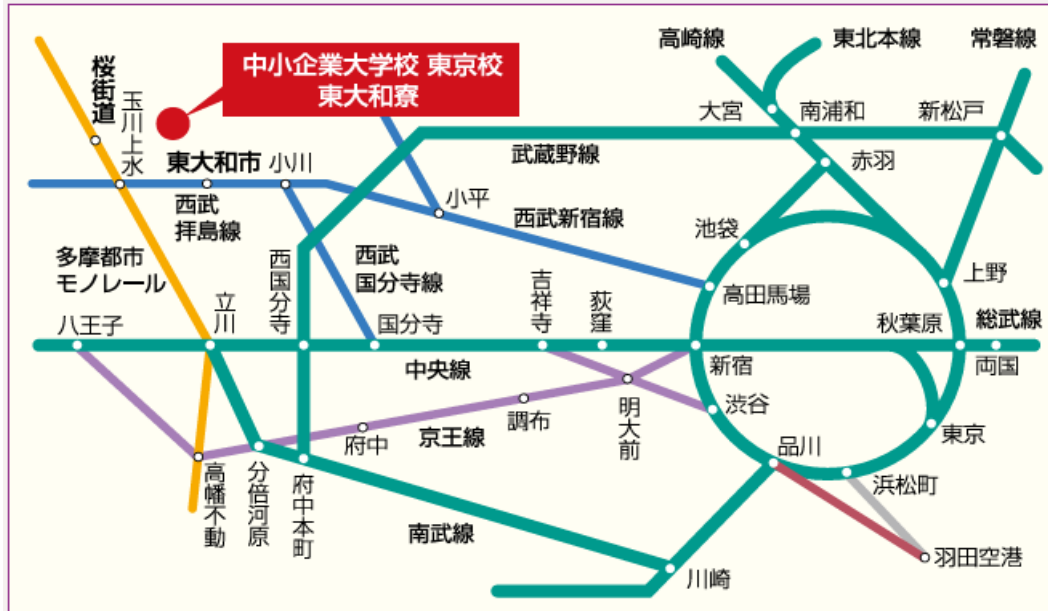 高崎線
東北本線
常磐線
中小企業大学校 東京校
東大和寮
桜街道
玉川上水
大宮
南浦和
新松戸
武蔵野線
赤羽
東大和市
小川
小平
西武
拝島線
西武新宿線
池袋
多摩都市
モノレール
西国分寺
西武
国分寺線
上野
高田馬場
八王子
立川
国分寺
吉祥寺
荻窪
秋葉原
総武線
中央線
新宿
両国
渋谷
明大前
調布
京王線
府中
東京
品川
浜松町
高幡不動
分倍河原
府中本町
南武線
羽田空港
川崎